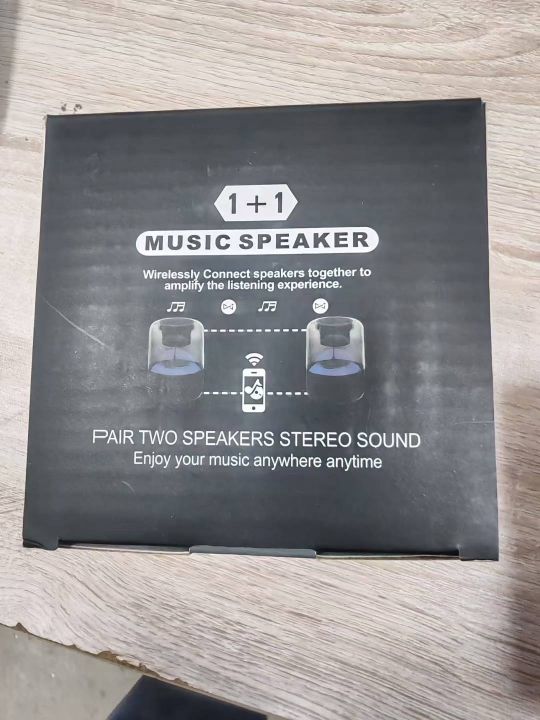 1+1
MUSIC SPEAKER
Wirelessly Connect speakers together to
amplify the listening experience.
PAIR TWO SPEAKERS STEREO SOUND
Enjoy your music anywhere anytime